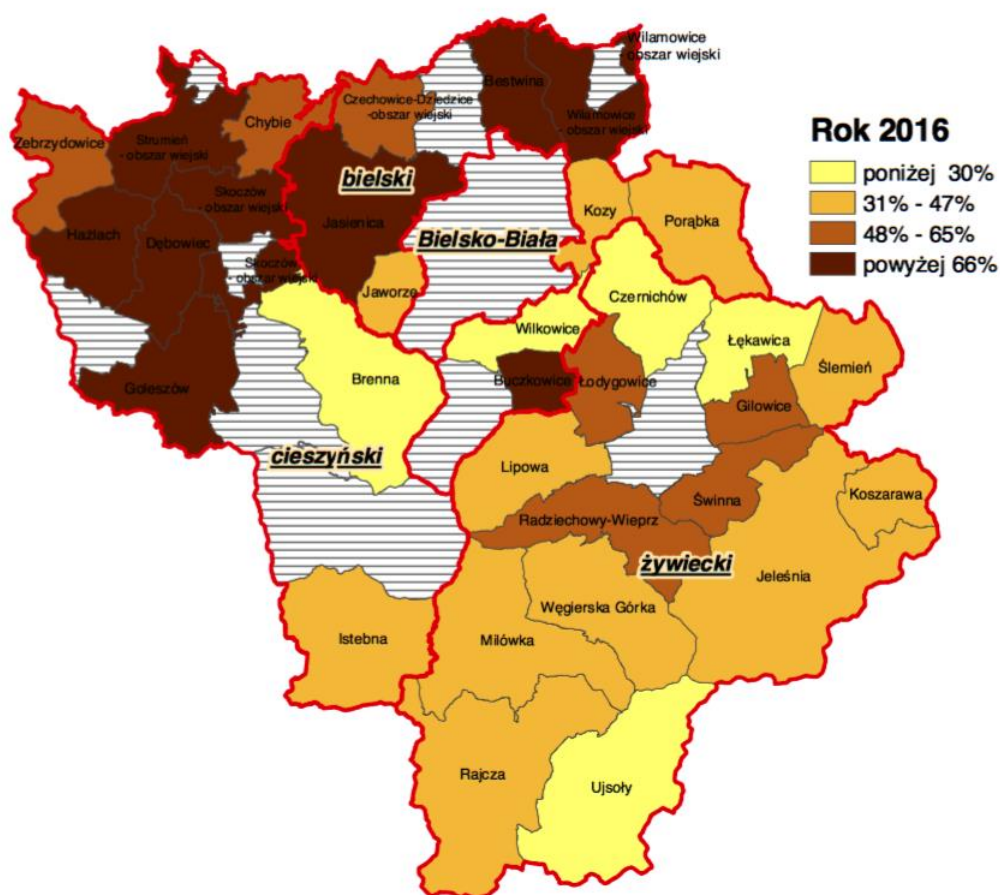 Wilamowice
- obszar wiejski
Bestwina
Czechowice-Dziedzice
-obszar wiejski
Wilamowice
- obszar wiejski
Chybie
Zebrzydowice
Strumień
- obszar wiejski
Rok 2016
poniżej 30%
31% - 47%
48% - 65%
powyżej 66%
Skoczów
- obszar wiejski
bielski
Kozy
Porąbka
Hażlach
Dębowiec
Jasienica
Bielsko-Biała
Skoczów
- obszar wiejski
Jaworze
Czernichów
Wilkowice
Łękawica
Ślemień
Goleszów
Brenna
Buczkowice
Łodygowice
Gilowice
cieszyński
Lipowa
Świnna
Koszarawa
Radziechowy-Wieprz
żywiecki
Jeleśnia
Węgierska Górka
Istebna
Milówka
Rajcza
Ujsoły